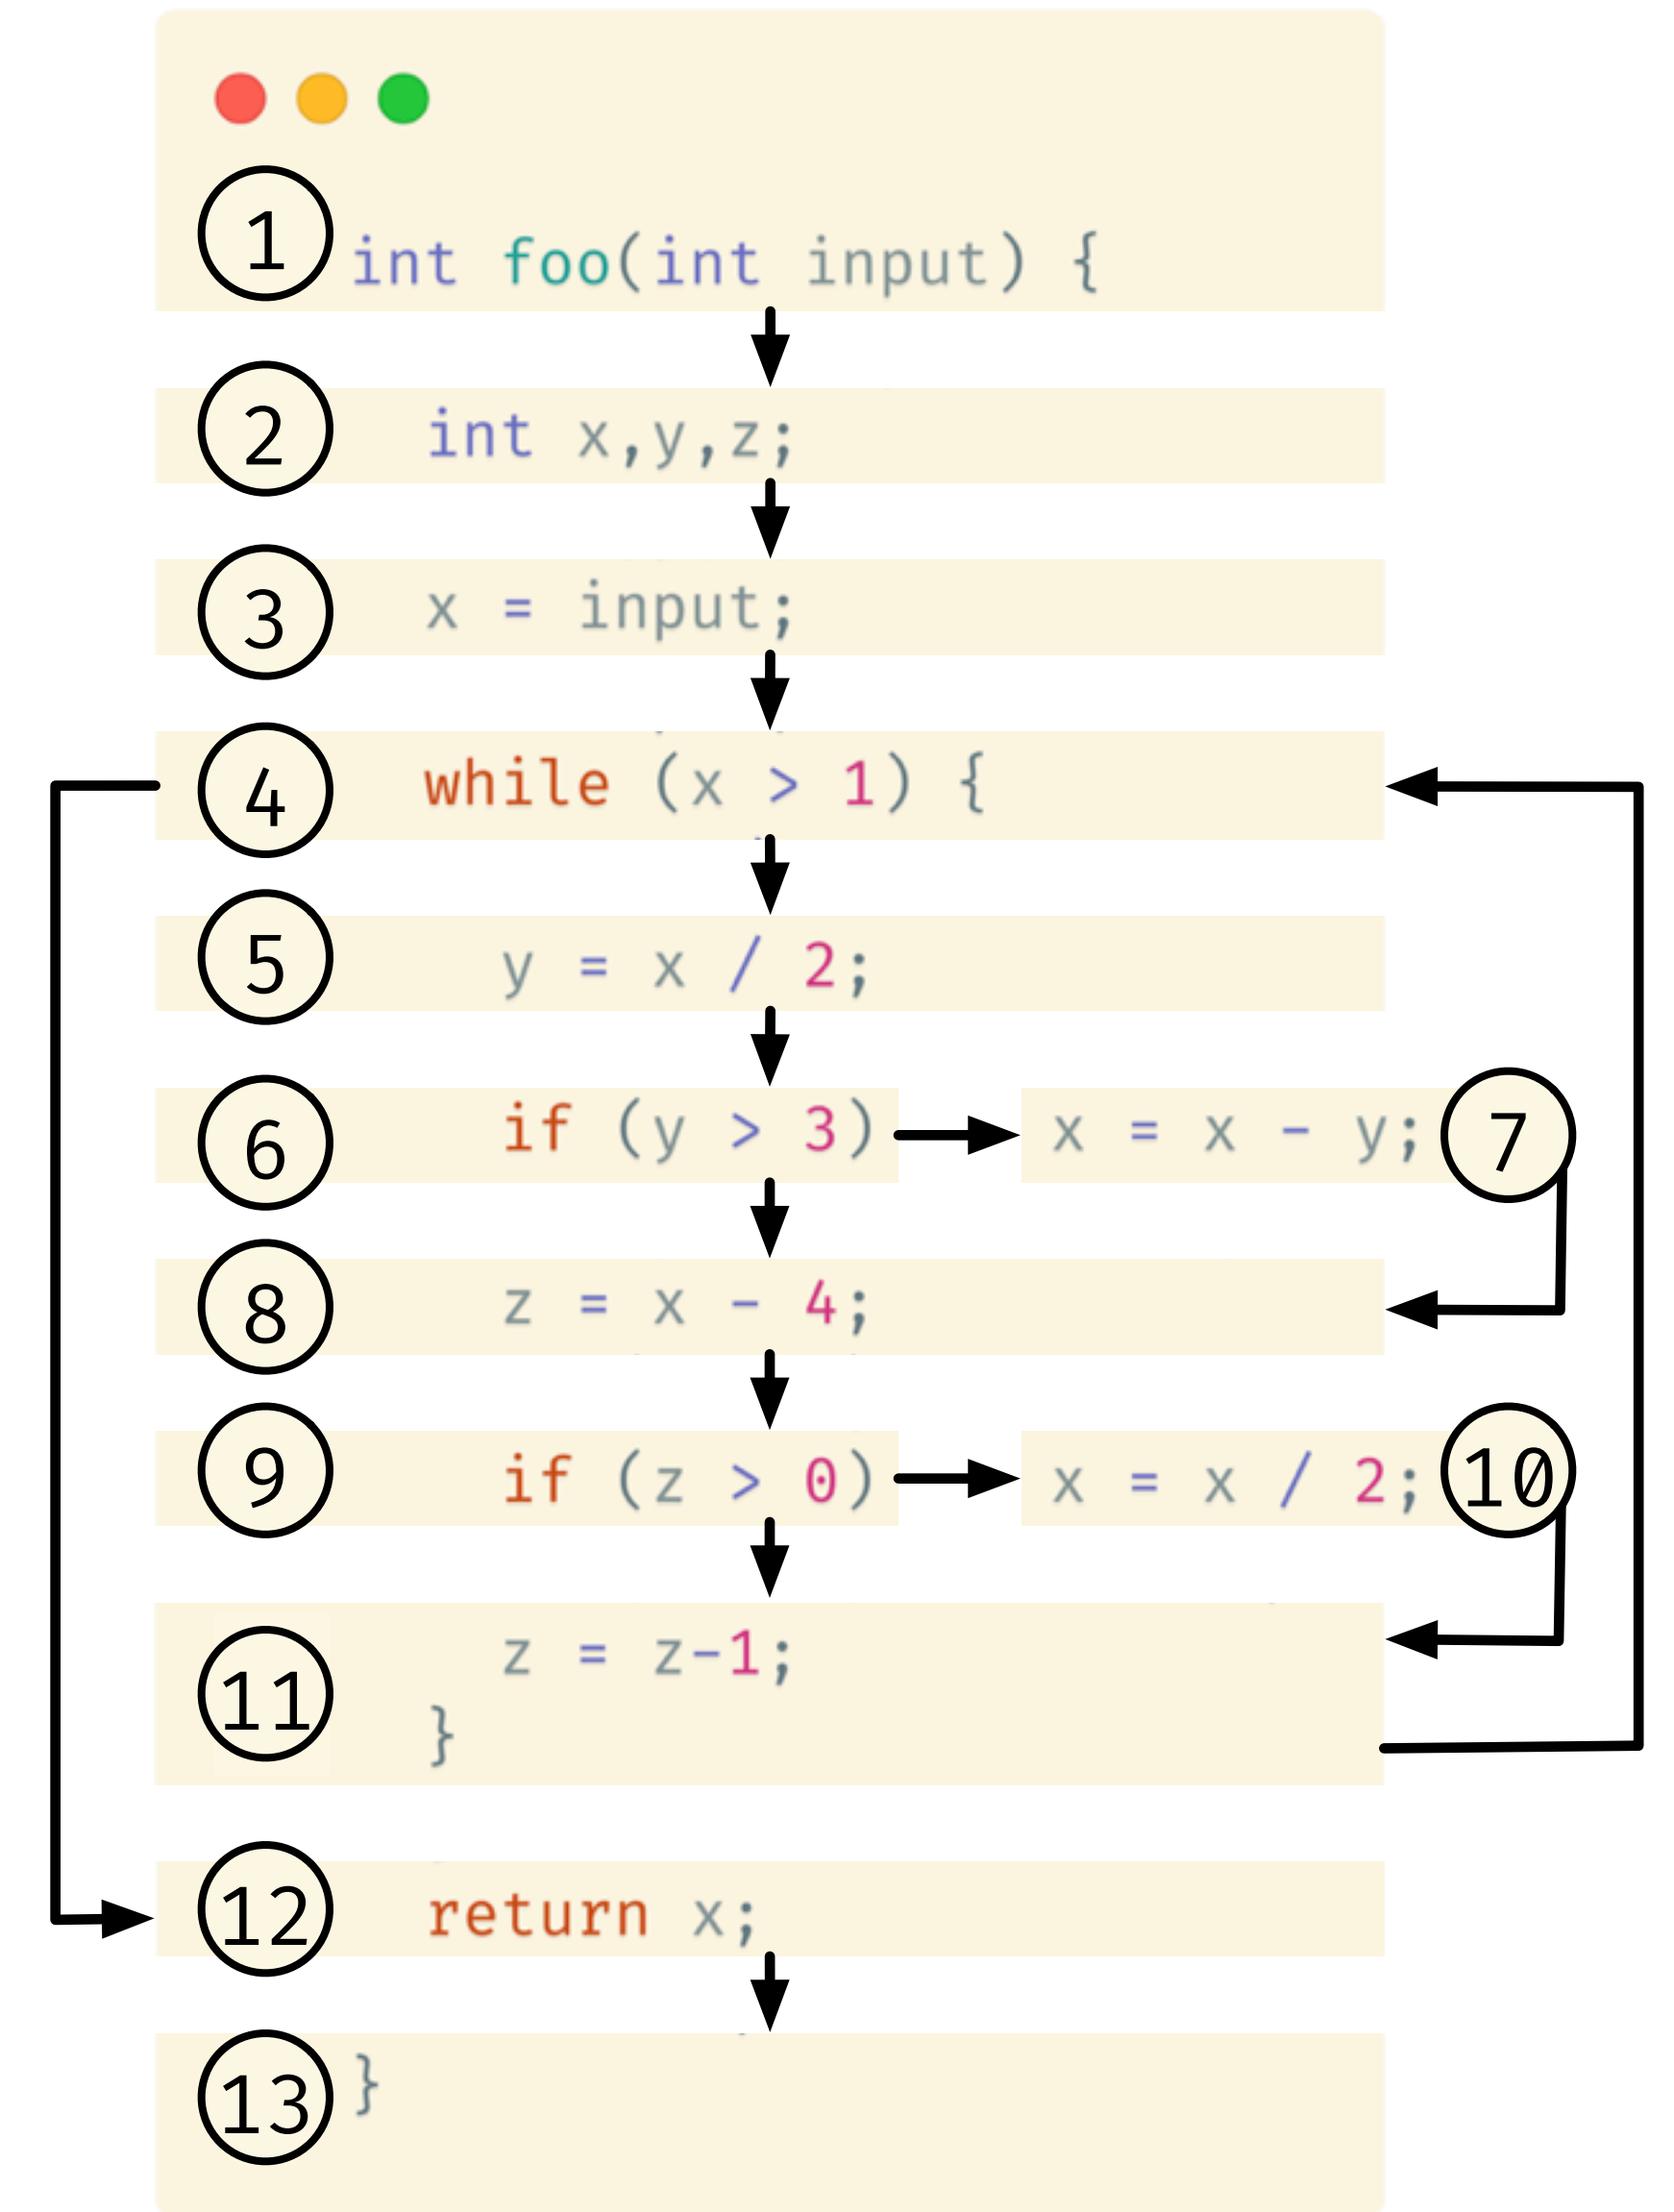 1 int foo(int input) {
2 int x,y,z;
3 x = input;
4 while (x > 1) {
5 y = x / 2;
6 if (y > 3) x = x - y; 7
8 z = x - 4;
9 if (z > 0) x = x / 2; 10
11 z = z-1;
}
12 return x;
13 }